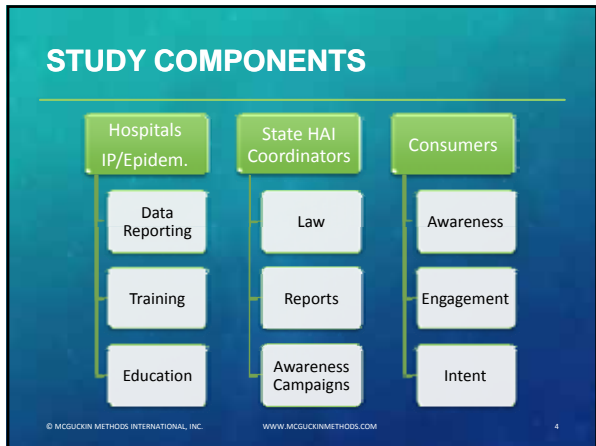 STUDY COMPONENTS
Hospitals
IP/Epidem.
Data
Reporting
Training
Education
State HAI
Coordinators
Law
Reports
Awareness
Campaigns
Consumers
Awareness
Engagement
Intent
© MCGUCKIN METHODS INTERNATIONAL, INC.
WWW.MCGUCKINMETHODS.COM
4